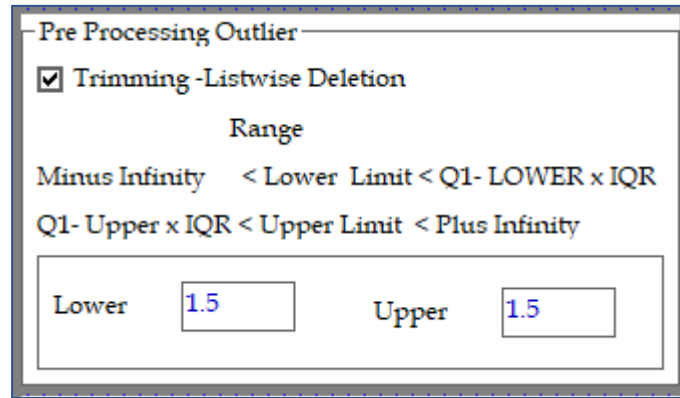 Pre Processing Outlier
Trimming -Listwise Deletion
Range
Minus Infinity < Lower Limit < Q1- LOWER x IQR
Q1- Upper x IQR < Upper Limit < Plus Infinity
Lower 1.5 Upper 1.5